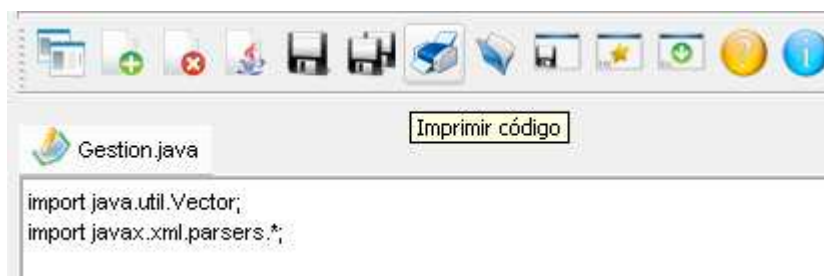 Imprimir código
Gestion.java
import java.util.Vector;
import javax.xml.parsers.*;